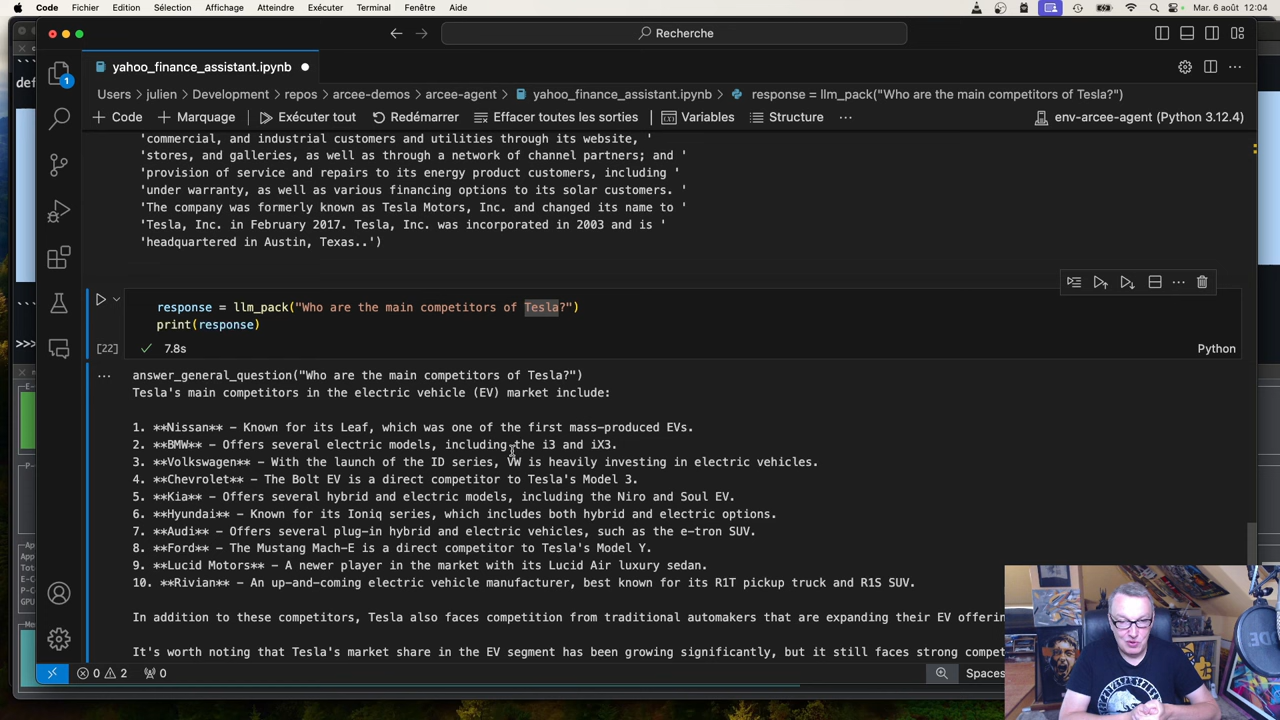 Code Fichier Edition Sélection Affichage Atteindre Exécuter Terminal Fenêtre Aide Mar. 6 août 12:04
Recherche
yahoo_finance_assistant.ipynb
Users > julien > Development > repos > arcee-demos > arcee-agent > yahoo_finance_assistant.ipynb > response = llm_pack("Who are the main competitors of Tesla?")
+ Code + Marquage Exécuter tout Redémarrer Effacer toutes les sorties Variables Structure ... env-arcee-agent (Python 3.12.4)
'commercial, and industrial customers and utilities through its website, '
'stores, and galleries, as well as through a network of channel partners; and '
'provision of service and repairs to its energy product customers, including '
'under warranty, as well as various financing options to its solar customers. '
'The company was formerly known as Tesla Motors, Inc. and changed its name to '
'Tesla, Inc. in February 2017. Tesla, Inc. was incorporated in 2003 and is '
'headquartered in Austin, Texas..')
response = llm_pack("Who are the main competitors of Tesla?")
print(response)
[22] 7.8s Python
answer_general_question("Who are the main competitors of Tesla?")
Tesla's main competitors in the electric vehicle (EV) market include:
1. **Nissan** – Known for its Leaf, which was one of the first mass-produced EVs.
2. **BMW** – Offers several electric models, including the i3 and iX3.
3. **Volkswagen** – With the launch of the ID series, VW is heavily investing in electric vehicles.
4. **Chevrolet** – The Bolt EV is a direct competitor to Tesla's Model 3.
5. **Kia** – Offers several hybrid and electric models, including the Niro and Soul EV.
6. **Hyundai** – Known for its Ioniq series, which includes both hybrid and electric options.
7. **Audi** – Offers several plug-in hybrid and electric vehicles, such as the e-tron SUV.
8. **Ford** – The Mustang Mach-E is a direct competitor to Tesla's Model Y.
9. **Lucid Motors** – A newer player in the market with its Lucid Air luxury sedan.
10. **Rivian** – An up-and-coming electric vehicle manufacturer, best known for its R1T pickup truck and R1S SUV.
In addition to these competitors, Tesla also faces competition from traditional automakers that are expanding their EV offerin
It's worth noting that Tesla's market share in the EV segment has been growing significantly, but it still faces strong compet
0 2 0 Spaces